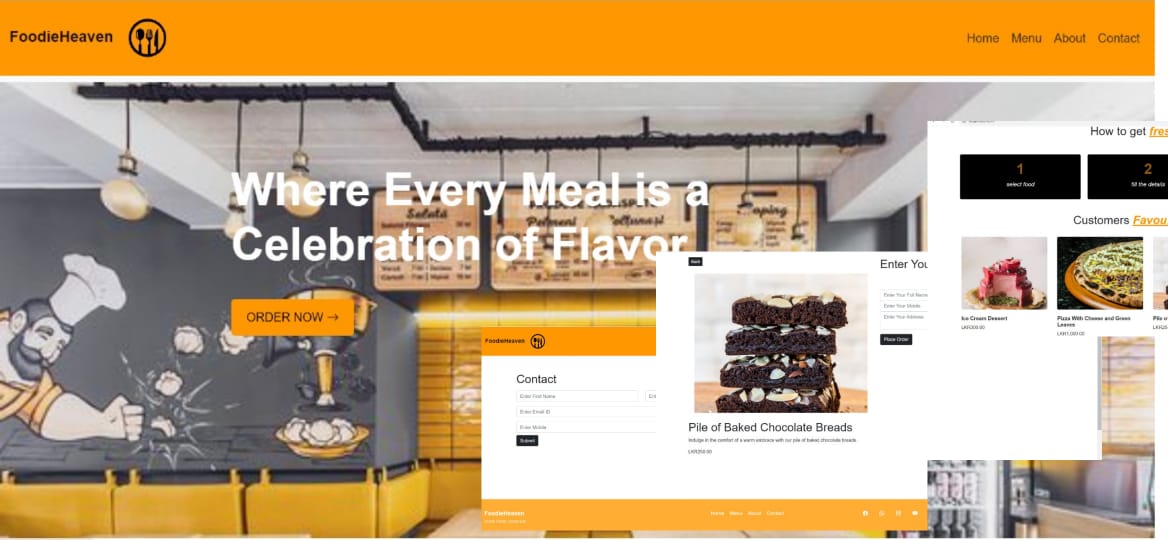 FoodieHeaven
Home Menu About Contact
Where Every Meal is a
Celebration of Flavor
ORDER NOW →
Salată
Pelmeni
Coltunasi
Toping
How to get fres
1
select food
2
fill the details
Customers Favou
Ice Cream Dessert
LKR300.00
Pizza With Cheese and Green
Leaves
LKR1,000.00
Pile o
LKR25
Back
Enter You
Enter Your Full Name
Enter Your Mobile
Enter Your Address
Place Order
Pile of Baked Chocolate Breads
Indulge in the comfort of a warm embrace with our pile of baked chocolate breads.
LKR250.00
FoodieHeaven
Contact
Enter First Name
Ent
Enter Email ID
Enter Mobile
Submit
FoodieHeaven
Home Menu About Contact